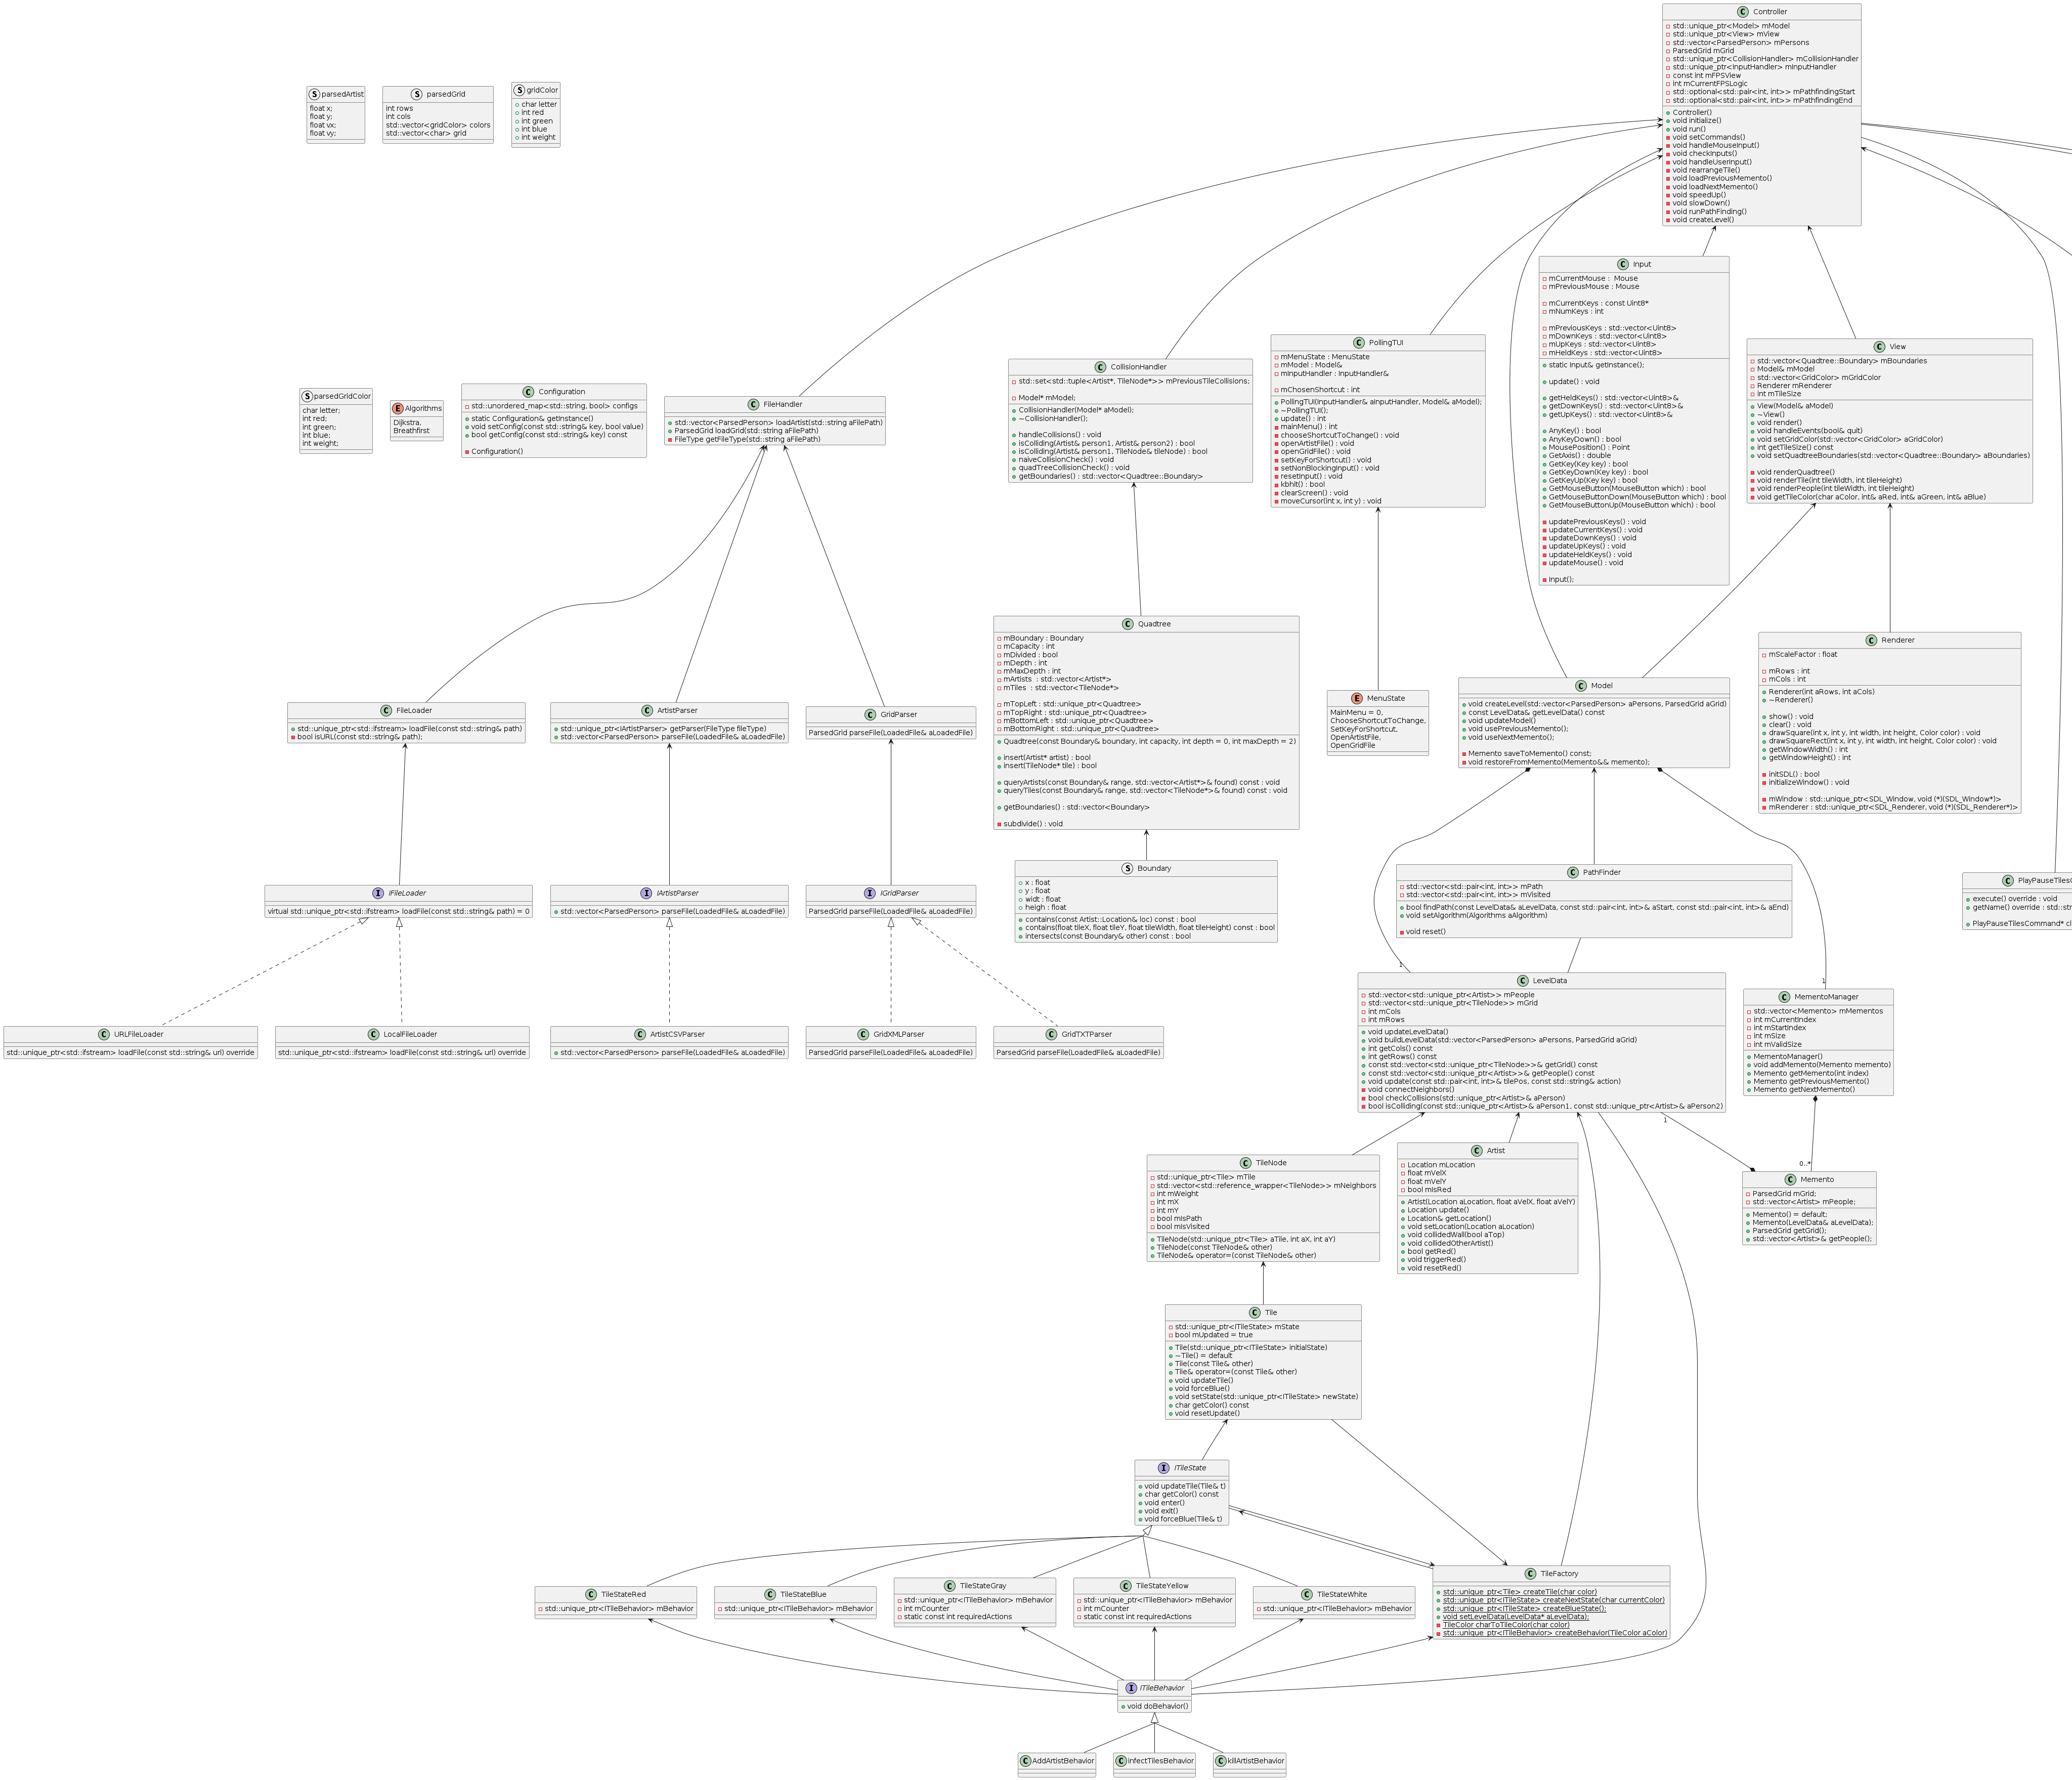 Controller
std::unique_ptr<Model> mModel
std::unique_ptr<View> mView
std::vector<ParsedPerson> mPersons
ParsedGrid mGrid
std::unique_ptr<CollisionHandler> mCollisionHandler
std::unique_ptr<InputHandler> mInputHandler
const int mFPSView
int mCurrentFPSLogic
std::optional<std::pair<int, int>> mPathfindingStart
std::optional<std::pair<int, int>> mPathfindingEnd
Controller()
void initialize()
void run()
void setCommands()
void handleMouseInput()
void checkInputs()
void handleUserInput()
void rearrangeTile()
void loadPreviousMemento()
void loadNextMemento()
void speedUp()
void slowDown()
void runPathFinding()
void createLevel()
parsedArtist
float x;
float y;
float vx;
float vy;
parsedGrid
int rows
int cols
std::vector<gridColor> colors
std::vector<char> grid
gridColor
char letter
int red
int green
int blue
int weight
parsedGridColor
char letter;
int red;
int green;
int blue;
int weight;
Algorithms
Dijkstra,
Breathfirst
Configuration
std::unordered_map<std::string, bool> configs
static Configuration& getInstance()
void setConfig(const std::string& key, bool value)
bool getConfig(const std::string& key) const
Configuration()
FileHandler
std::vector<ParsedPerson> loadArtist(std::string aFilePath)
ParsedGrid loadGrid(std::string aFilePath)
FileType getFileType(std::string aFilePath)
CollisionHandler
std::set<std::tuple<Artist*, TileNode*>> mPreviousTileCollisions;
Model* mModel;
CollisionHandler(Model* aModel);
~CollisionHandler();
handleCollisions() : void
isColliding(Artist& person1, Artist& person2) : bool
isColliding(Artist& person1, TileNode& tileNode) : bool
naiveCollisionCheck() : void
quadTreeCollisionCheck() : void
getBoundaries() : std::vector<Quadtree::Boundary>
PollingTUI
mMenuState : MenuState
mModel : Model&
mInputHandler : InputHandler&
mChosenShortcut : int
PollingTUI(InputHandler& aInputHandler, Model& aModel);
~PollingTUI();
update() : int
mainMenu() : int
chooseShortcutToChange() : void
openArtistFile() : void
openGridFile() : void
setKeyForShortcut() : void
setNonBlockingInput() : void
resetInput() : void
kbhit() : bool
clearScreen() : void
moveCursor(int x, int y) : void
Input
mCurrentMouse :  Mouse
mPreviousMouse : Mouse
mCurrentKeys : const Uint8*
mNumKeys : int
mPreviousKeys : std::vector<Uint8>
mDownKeys : std::vector<Uint8>
mUpKeys : std::vector<Uint8>
mHeldKeys : std::vector<Uint8>
static Input& getInstance();
update() : void
getHeldKeys() : std::vector<Uint8>&
getDownKeys() : std::vector<Uint8>&
getUpKeys() : std::vector<Uint8>&
AnyKey() : bool
AnyKeyDown() : bool
MousePosition() : Point
GetAxis() : double
GetKey(Key key) : bool
GetKeyDown(Key key) : bool
GetKeyUp(Key key) : bool
GetMouseButton(MouseButton which) : bool
GetMouseButtonDown(MouseButton which) : bool
GetMouseButtonUp(MouseButton which) : bool
updatePreviousKeys() : void
updateCurrentKeys() : void
updateDownKeys() : void
updateUpKeys() : void
updateHeldKeys() : void
updateMouse() : void
Input();
View
std::vector<Quadtree::Boundary> mBoundaries
Model& mModel
std::vector<GridColor> mGridColor
Renderer mRenderer
int mTileSize
View(Model& aModel)
~View()
void render()
void handleEvents(bool& quit)
void setGridColor(std::vector<GridColor> aGridColor)
int getTileSize() const
void setQuadtreeBoundaries(std::vector<Quadtree::Boundary> aBoundaries)
void renderQuadtree()
void renderTile(int tileWidth, int tileHeight)
void renderPeople(int tileWidth, int tileHeight)
void getTileColor(char aColor, int& aRed, int& aGreen, int& aBlue)
FileLoader
std::unique_ptr<std::ifstream> loadFile(const std::string& path)
bool isURL(const std::string& path);
ArtistParser
std::unique_ptr<IArtistParser> getParser(FileType fileType)
std::vector<ParsedPerson> parseFile(LoadedFile& aLoadedFile)
GridParser
ParsedGrid parseFile(LoadedFile& aLoadedFile)
Quadtree
mBoundary : Boundary
mCapacity : int
mDivided : bool
mDepth : int
mMaxDepth : int
mArtists  : std::vector<Artist*>
mTiles  : std::vector<TileNode*>
mTopLeft : std::unique_ptr<Quadtree>
mTopRight : std::unique_ptr<Quadtree>
mBottomLeft : std::unique_ptr<Quadtree>
mBottomRight : std::unique_ptr<Quadtree>
Quadtree(const Boundary& boundary, int capacity, int depth = 0, int maxDepth = 2)
insert(Artist* artist) : bool
insert(TileNode* tile) : bool
queryArtists(const Boundary& range, std::vector<Artist*>& found) const : void
queryTiles(const Boundary& range, std::vector<TileNode*>& found) const : void
getBoundaries() : std::vector<Boundary>
subdivide() : void
MenuState
MainMenu = 0,
ChooseShortcutToChange,
SetKeyForShortcut,
OpenArtistFile,
OpenGridFile
Model
void createLevel(std::vector<ParsedPerson> aPersons, ParsedGrid aGrid)
const LevelData& getLevelData() const
void updateModel()
void usePreviousMemento();
void useNextMemento();
Memento saveToMemento() const;
void restoreFromMemento(Memento&& memento);
Renderer
mScaleFactor : float
mRows : int
mCols : int
Renderer(int aRows, int aCols)
~Renderer()
show() : void
clear() : void
drawSquare(int x, int y, int width, int height, Color color) : void
drawSquareRect(int x, int y, int width, int height, Color color) : void
getWindowWidth() : int
getWindowHeight() : int
initSDL() : bool
initializeWindow() : void
mWindow : std::unique_ptr<SDL_Window, void (*)(SDL_Window*)>
mRenderer : std::unique_ptr<SDL_Renderer, void (*)(SDL_Renderer*)>
IFileLoader
virtual std::unique_ptr<std::ifstream> loadFile(const std::string& path) = 0
IArtistParser
std::vector<ParsedPerson> parseFile(LoadedFile& aLoadedFile)
IGridParser
ParsedGrid parseFile(LoadedFile& aLoadedFile)
Boundary
x : float
y : float
widt : float
heigh : float
contains(const Artist::Location& loc) const : bool
contains(float tileX, float tileY, float tileWidth, float tileHeight) const : bool
intersects(const Boundary& other) const : bool
PathFinder
std::vector<std::pair<int, int>> mPath
std::vector<std::pair<int, int>> mVisited
bool findPath(const LevelData& aLevelData, const std::pair<int, int>& aStart, const std::pair<int, int>& aEnd)
void setAlgorithm(Algorithms aAlgorithm)
void reset()
PlayPauseTilesC
execute() override : void
getName() override : std::str
PlayPauseTilesCommand* cl
1
1
URLFileLoader
std::unique_ptr<std::ifstream> loadFile(const std::string& url) override
LocalFileLoader
std::unique_ptr<std::ifstream> loadFile(const std::string& url) override
ArtistCSVParser
std::vector<ParsedPerson> parseFile(LoadedFile& aLoadedFile)
GridXMLParser
ParsedGrid parseFile(LoadedFile& aLoadedFile)
GridTXTParser
ParsedGrid parseFile(LoadedFile& aLoadedFile)
LevelData
std::vector<std::unique_ptr<Artist>> mPeople
std::vector<std::unique_ptr<TileNode>> mGrid
int mCols
int mRows
void updateLevelData()
void buildLevelData(std::vector<ParsedPerson> aPersons, ParsedGrid aGrid)
int getCols() const
int getRows() const
const std::vector<std::unique_ptr<TileNode>>& getGrid() const
const std::vector<std::unique_ptr<Artist>>& getPeople() const
void update(const std::pair<int, int>& tilePos, const std::string& action)
void connectNeighbors()
bool checkCollisions(std::unique_ptr<Artist>& aPerson)
bool isColliding(const std::unique_ptr<Artist>& aPerson1, const std::unique_ptr<Artist>& aPerson2)
MementoManager
std::vector<Memento> mMementos
int mCurrentIndex
int mStartIndex
int mSize
int mValidSize
MementoManager()
void addMemento(Memento memento)
Memento getMemento(int index)
Memento getPreviousMemento()
Memento getNextMemento()
1
0..*
TileNode
std::unique_ptr<Tile> mTile
std::vector<std::reference_wrapper<TileNode>> mNeighbors
int mWeight
int mX
int mY
bool mIsPath
bool mIsVisited
TileNode(std::unique_ptr<Tile> aTile, int aX, int aY)
TileNode(const TileNode& other)
TileNode& operator=(const TileNode& other)
Artist
Location mLocation
float mVelX
float mVelY
bool mIsRed
Artist(Location aLocation, float aVelX, float aVelY)
Location update()
Location& getLocation()
void setLocation(Location aLocation)
void collidedWall(bool aTop)
void collidedOtherArtist()
bool getRed()
void triggerRed()
void resetRed()
Memento
ParsedGrid mGrid;
std::vector<Artist> mPeople;
Memento() = default;
Memento(LevelData& aLevelData);
ParsedGrid getGrid();
std::vector<Artist>& getPeople();
Tile
std::unique_ptr<ITileState> mState
bool mUpdated = true
Tile(std::unique_ptr<ITileState> initialState)
~Tile() = default
Tile(const Tile& other)
Tile& operator=(const Tile& other)
void updateTile()
void forceBlue()
void setState(std::unique_ptr<ITileState> newState)
char getColor() const
void resetUpdate()
ITileState
void updateTile(Tile& t)
char getColor() const
void enter()
void exit()
void forceBlue(Tile& t)
TileStateRed
std::unique_ptr<ITileBehavior> mBehavior
TileStateBlue
std::unique_ptr<ITileBehavior> mBehavior
TileStateGray
std::unique_ptr<ITileBehavior> mBehavior
int mCounter
static const int requiredActions
TileStateYellow
std::unique_ptr<ITileBehavior> mBehavior
int mCounter
static const int requiredActions
TileStateWhite
std::unique_ptr<ITileBehavior> mBehavior
TileFactory
std::unique_ptr<Tile> createTile(char color)
std::unique_ptr<ITileState> createNextState(char currentColor)
std::unique_ptr<ITileState> createBlueState();
void setLevelData(LevelData* aLevelData);
TileColor charToTileColor(char color)
std::unique_ptr<ITileBehavior> createBehavior(TileColor aColor)
ITileBehavior
void doBehavior()
AddArtistBehavior
infectTilesBehavior
killArtistBehavior